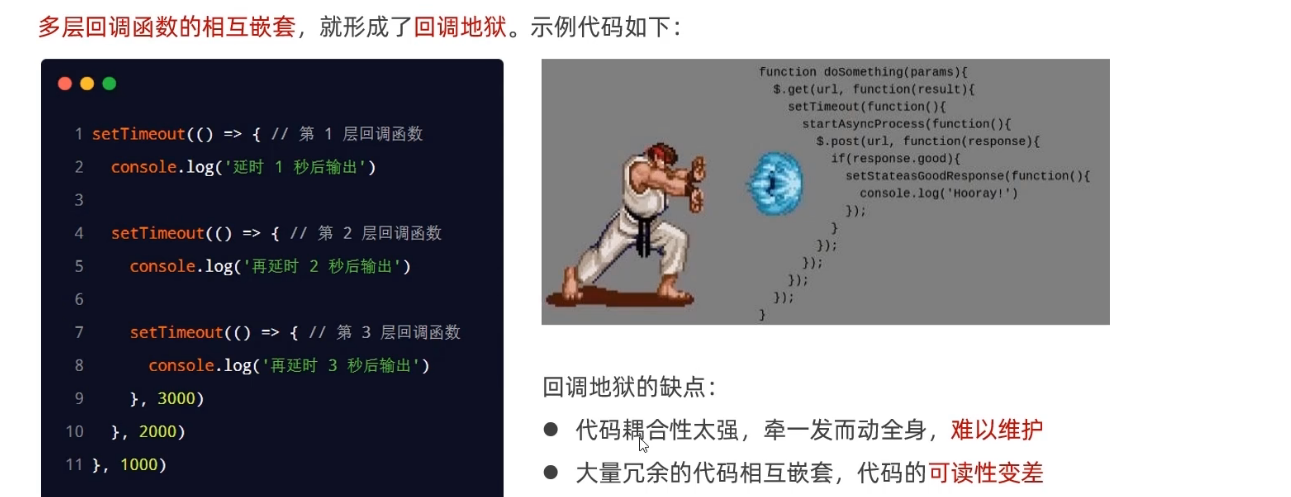 多层回调函数的相互嵌套，就形成了回调地狱。示例代码如下：
1 setTimeout(() => { // 第 1 层回调函数
2   console.log('延时 1 秒后输出')
3
4   setTimeout(() => { // 第 2 层回调函数
5     console.log('再延时 2 秒后输出')
6
7     setTimeout(() => { // 第 3 层回调函数
8       console.log('再延时 3 秒后输出')
9     }, 3000)
10   }, 2000)
11 }, 1000)
function doSomething(params){
  $.get(url, function(result){
    setTimeout(function(){
      startAsyncProcess(function(){
        $.post(url, function(response){
          if(response.good){
            setStateasGoodResponse(function(){
              console.log('Hooray!')
            });
          }
        });
      });
    });
  });
}
回调地狱的缺点：
● 代码耦合性太强，牵一发而动全身，难以维护
● 大量冗余的代码相互嵌套，代码的可读性变差